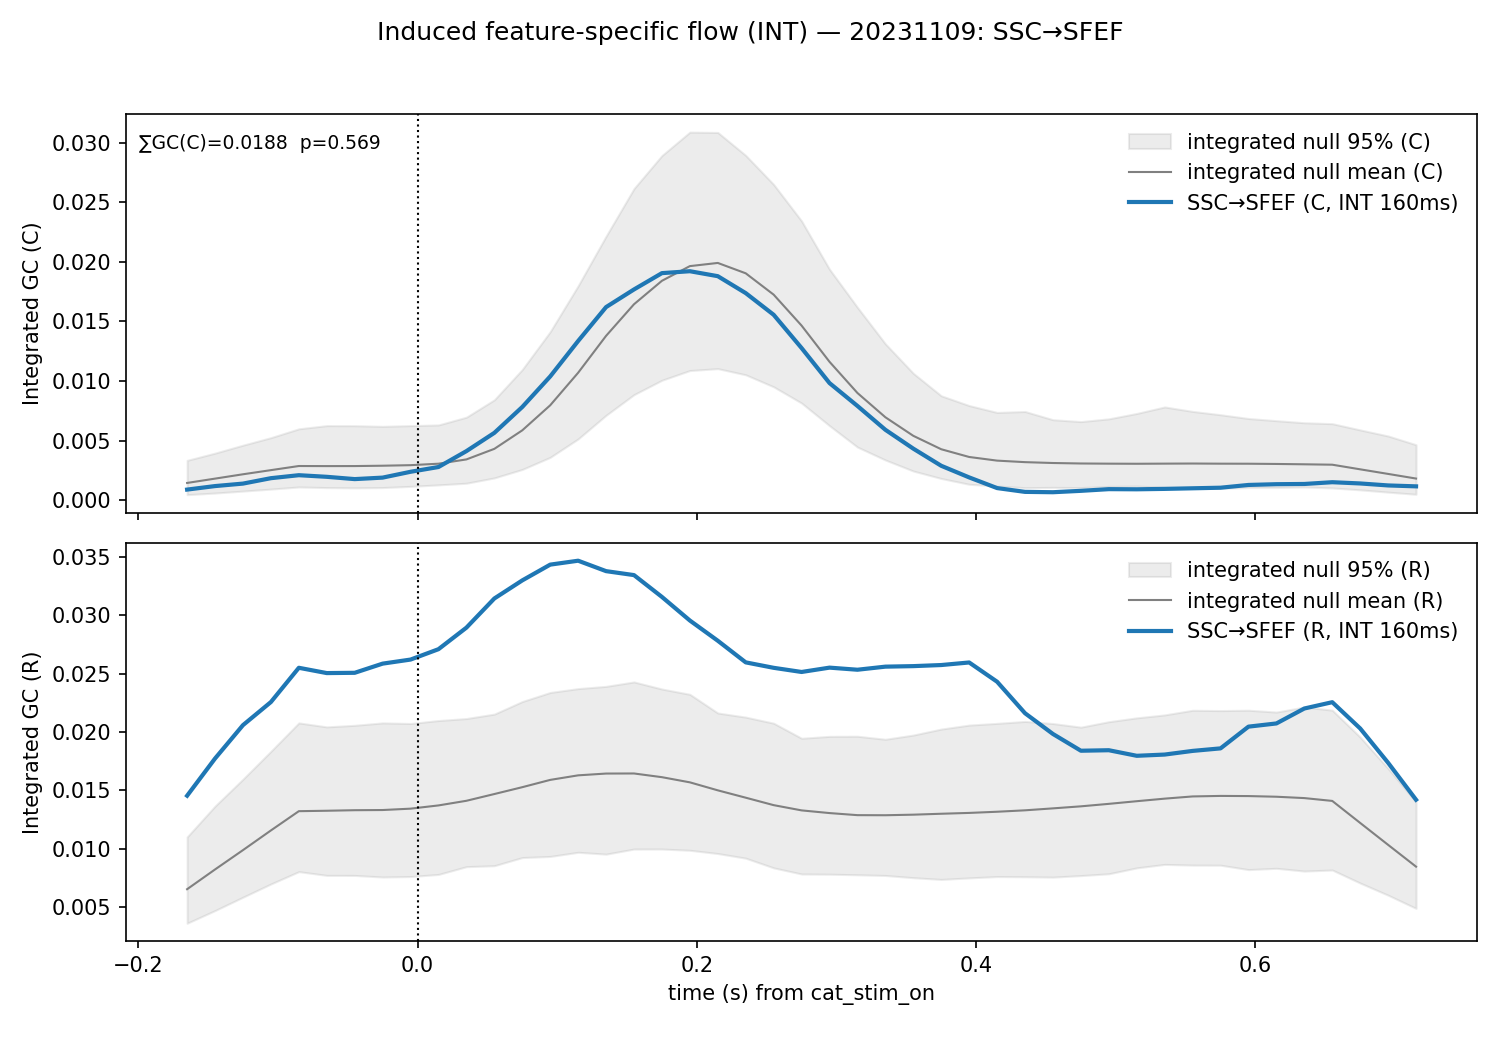 Induced feature-specific flow (INT) — 20231109: SSC→SFEF
∑GC(C)=0.0188  p=0.569
integrated null 95% (C)
integrated null mean (C)
SSC→SFEF (C, INT 160ms)
Integrated GC (C)
0.030
0.025
0.020
0.015
0.010
0.005
0.000
integrated null 95% (R)
integrated null mean (R)
SSC→SFEF (R, INT 160ms)
Integrated GC (R)
0.035
0.030
0.025
0.020
0.015
0.010
0.005
−0.2 0.0 0.2 0.4 0.6
time (s) from cat_stim_on